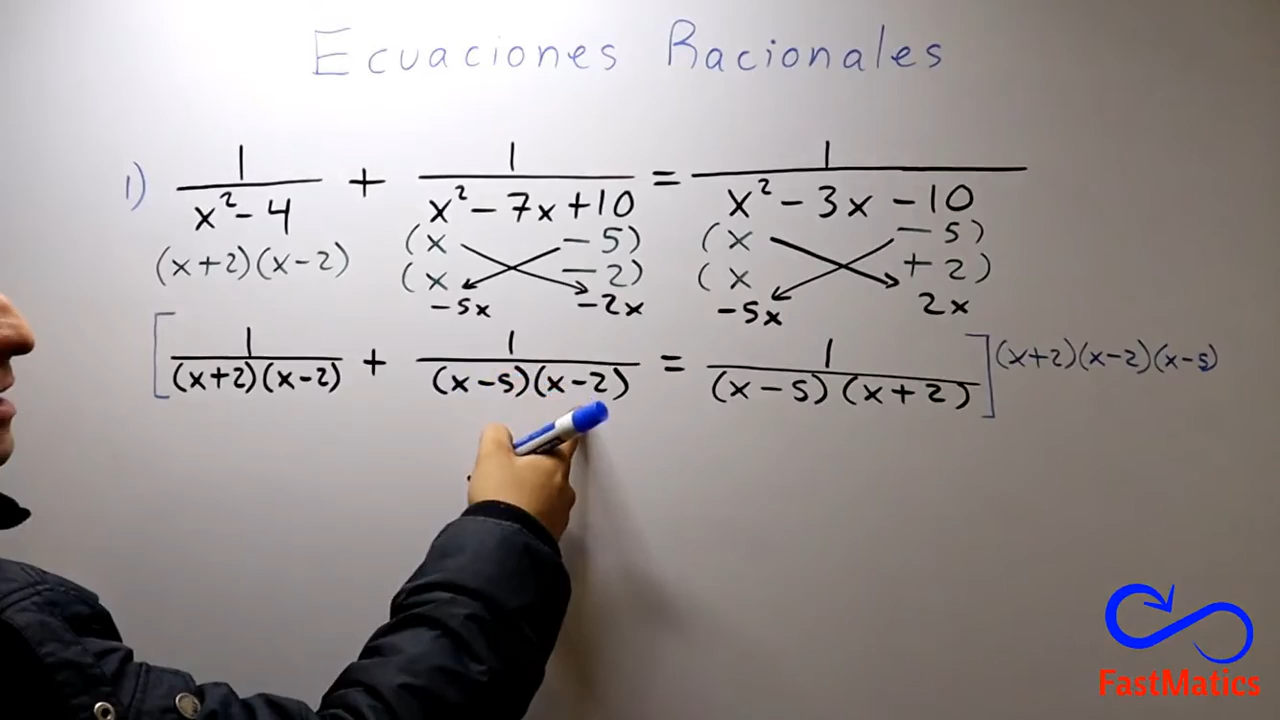 Ecuaciones Racionales
1) 1/(x² - 4) + 1/(x² - 7x + 10) = 1/(x² - 3x - 10)
(x+2)(x-2) (x - 5) (x - 5)
(x - 2) (x + 2)
-5x -2x -5x 2x
[1/((x+2)(x-2)) + 1/((x-5)(x-2)) = 1/((x-5)(x+2))] (x+2)(x-2)(x-5)
FastMatics